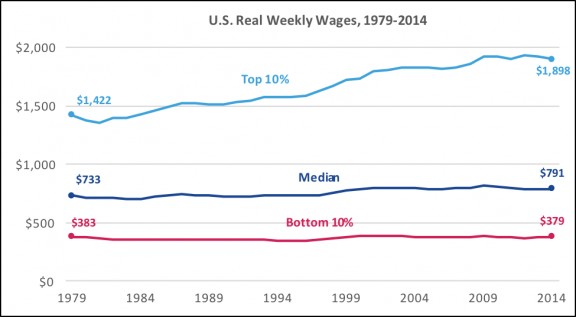 U.S. Real Weekly Wages, 1979-2014
$2,000
$1,500
$1,000
$500
$0
Top 10%
$1,422
$1,898
Median
$733
$791
Bottom 10%
$383
$379
1979 1984 1989 1994 1999 2004 2009 2014